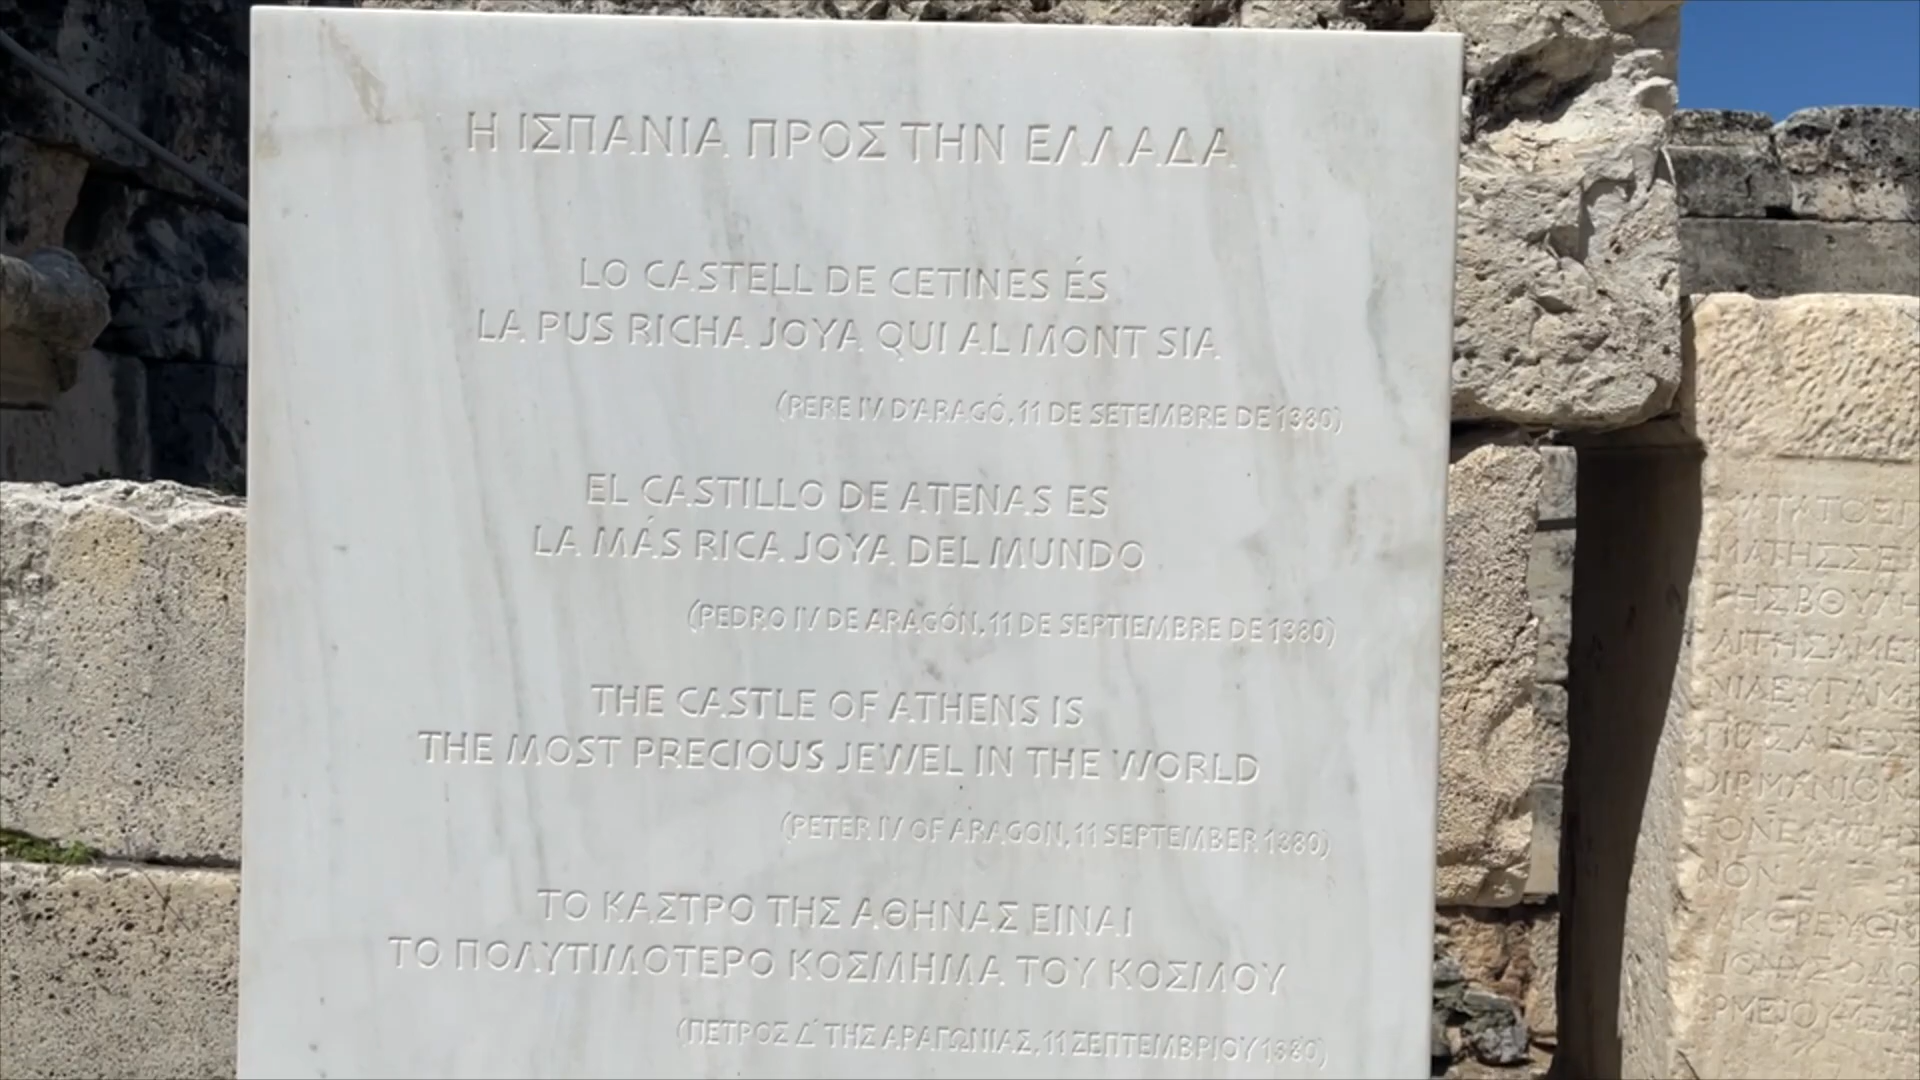 Η ΙΣΠΑΝΙΑ ΠΡΟΣ ΤΗΝ ΕΛΛΑΔΑ
LO CASTELL DE CETINES ÉS
LA PUS RICHA JOYA QUI AL MONT SIA
(PERE IV D'ARAGÓ, 11 DE SETEMBRE DE 1380)
EL CASTILLO DE ATENAS ES
LA MÁS RICA JOYA DEL MUNDO
(PEDRO IV DE ARAGÓN, 11 DE SEPTIEMBRE DE 1380)
THE CASTLE OF ATHENS IS
THE MOST PRECIOUS JEWEL IN THE WORLD
(PETER IV OF ARAGON, 11 SEPTEMBER 1380)
ΤΟ ΚΑΣΤΡΟ ΤΗΣ ΑΘΗΝΑΣ ΕΙΝΑΙ
ΤΟ ΠΟΛΥΤΙΜΟΤΕΡΟ ΚΟΣΜΗΜΑ ΤΟΥ ΚΟΣΜΟΥ
(ΠΕΤΡΟΣ Δ΄ ΤΗΣ ΑΡΑΓΩΝΙΑΣ, 11 ΣΕΠΤΕΜΒΡΙΟΥ 1380)